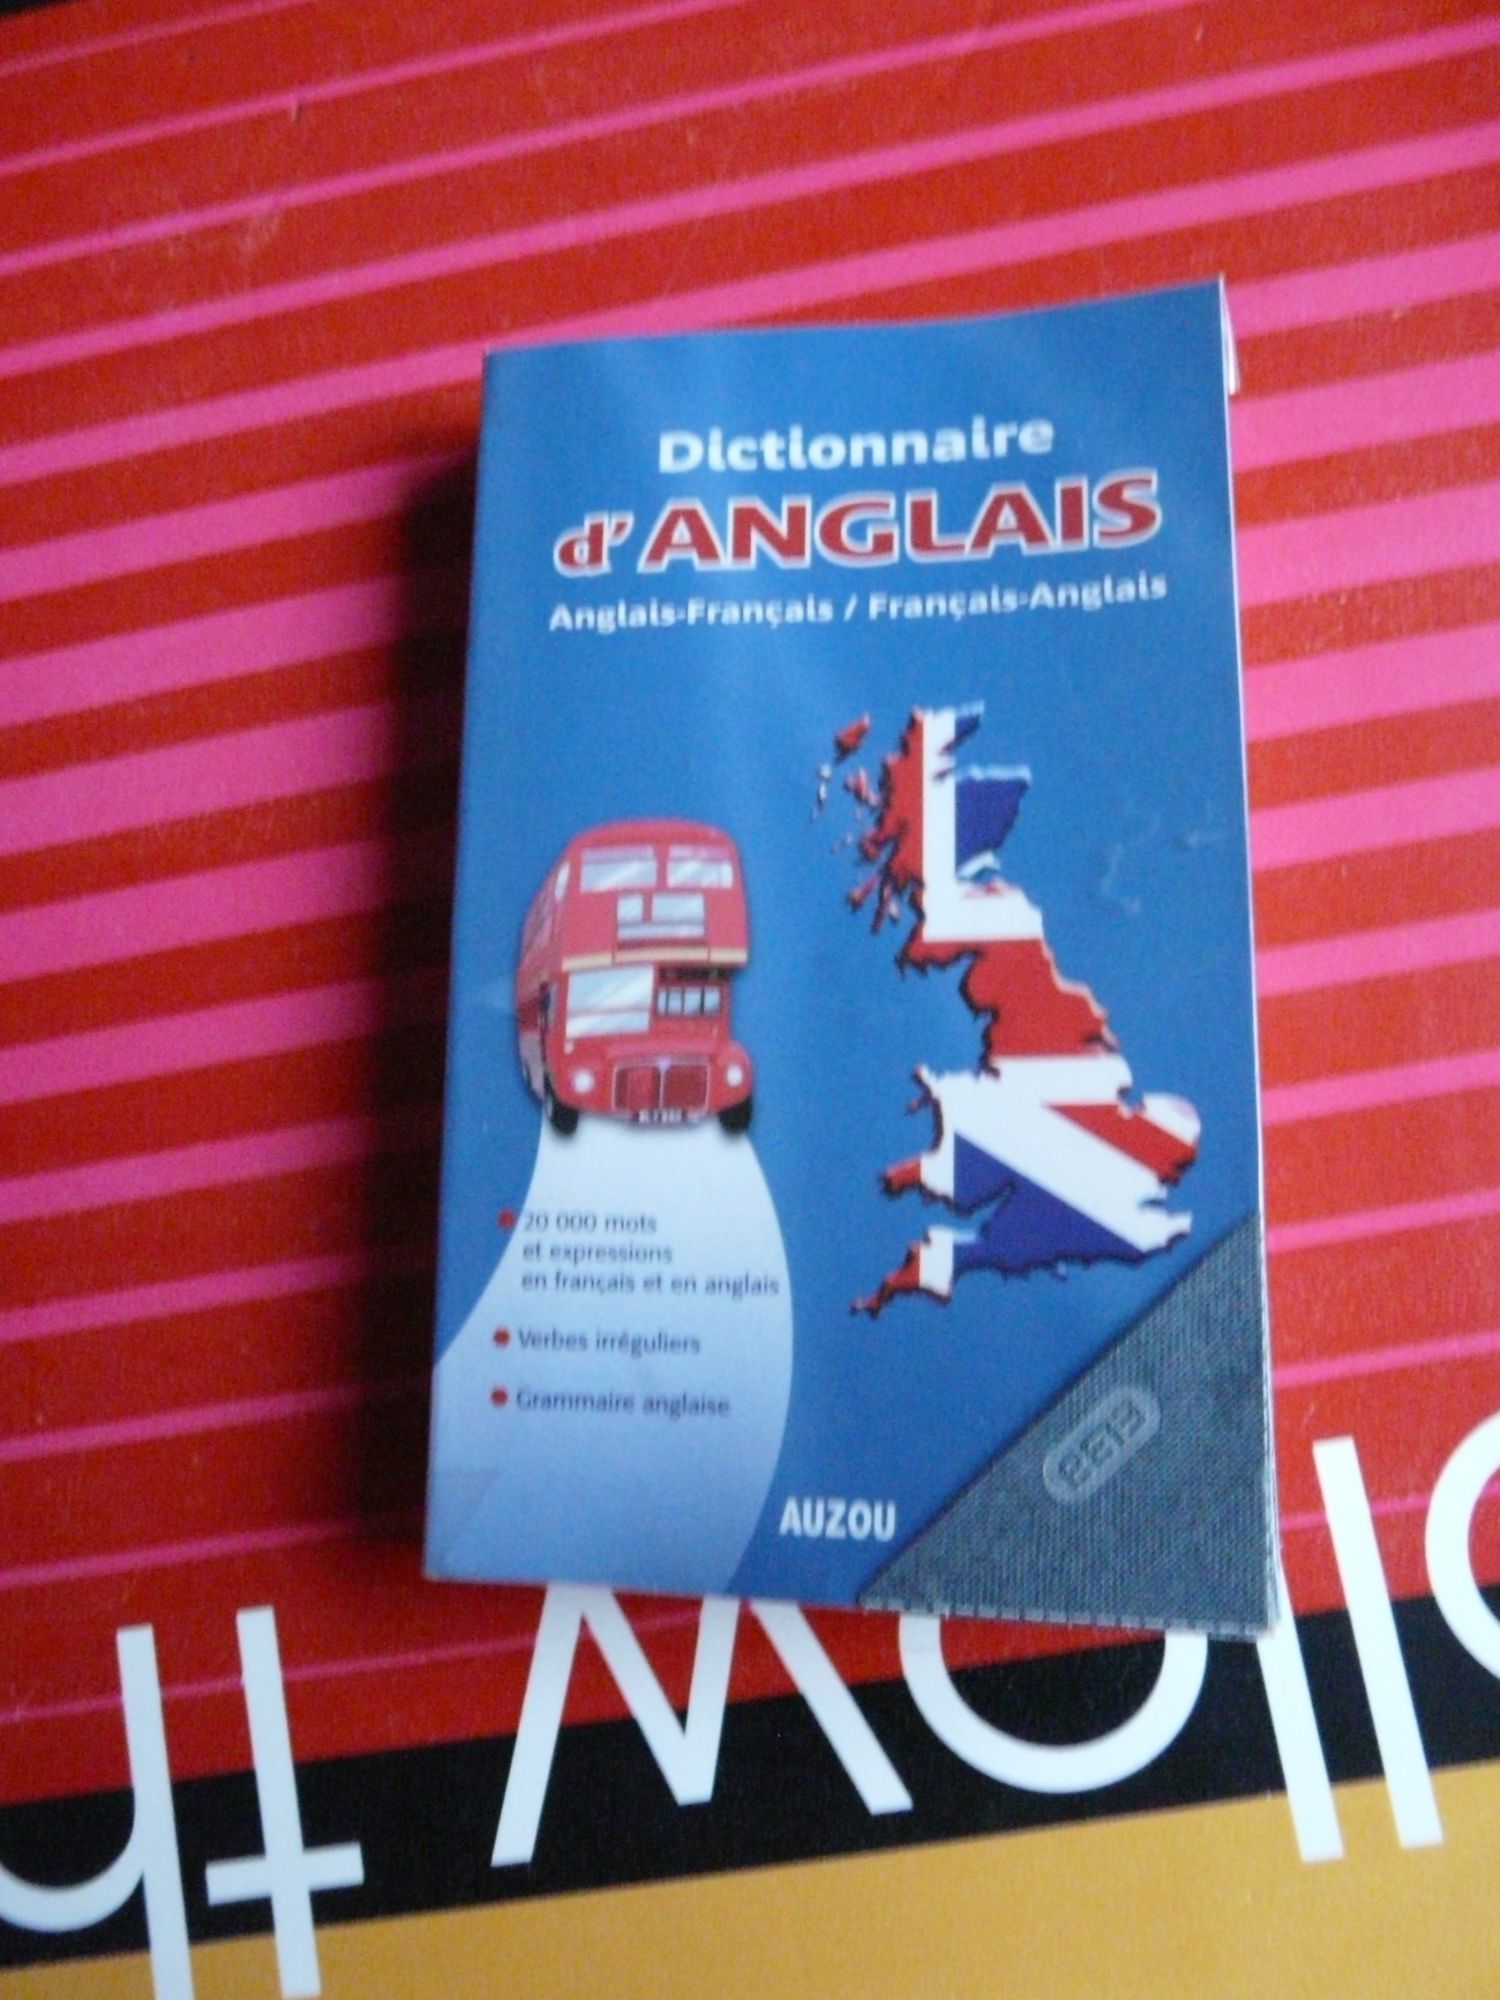 Dictionnaire
d'ANGLAIS
Anglais-Français / Français-Anglais
20 000 mots
et expressions
en français et en anglais
Verbes irréguliers
Grammaire anglaise
AUZOU